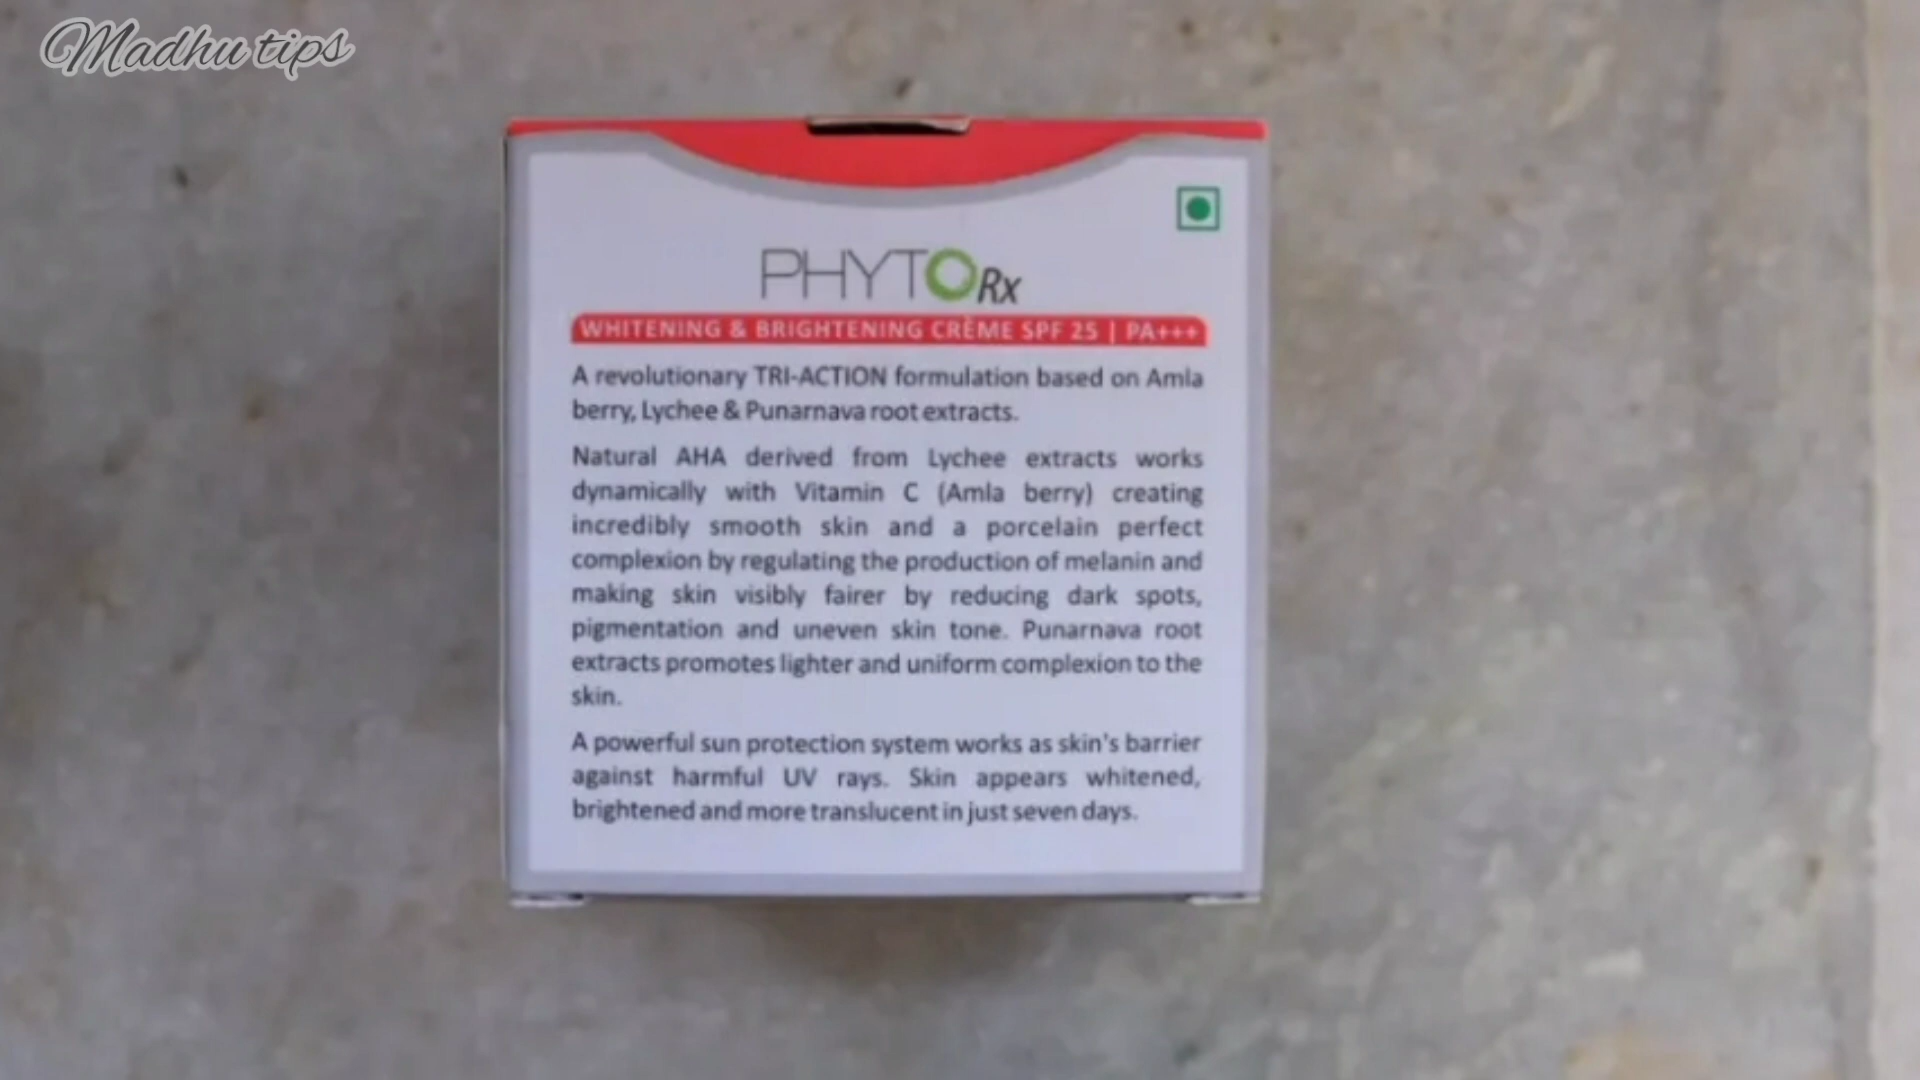 Madhu tips
PHYTORx
WHITENING & BRIGHTENING CRÈME SPF 25 | PA+++
A revolutionary TRI-ACTION formulation based on Amla
berry, Lychee & Punarnava root extracts.
Natural AHA derived from Lychee extracts works
dynamically with Vitamin C (Amla berry) creating
incredibly smooth skin and a porcelain perfect
complexion by regulating the production of melanin and
making skin visibly fairer by reducing dark spots,
pigmentation and uneven skin tone. Punarnava root
extracts promotes lighter and uniform complexion to the
skin.
A powerful sun protection system works as skin's barrier
against harmful UV rays. Skin appears whitened,
brightened and more translucent in just seven days.